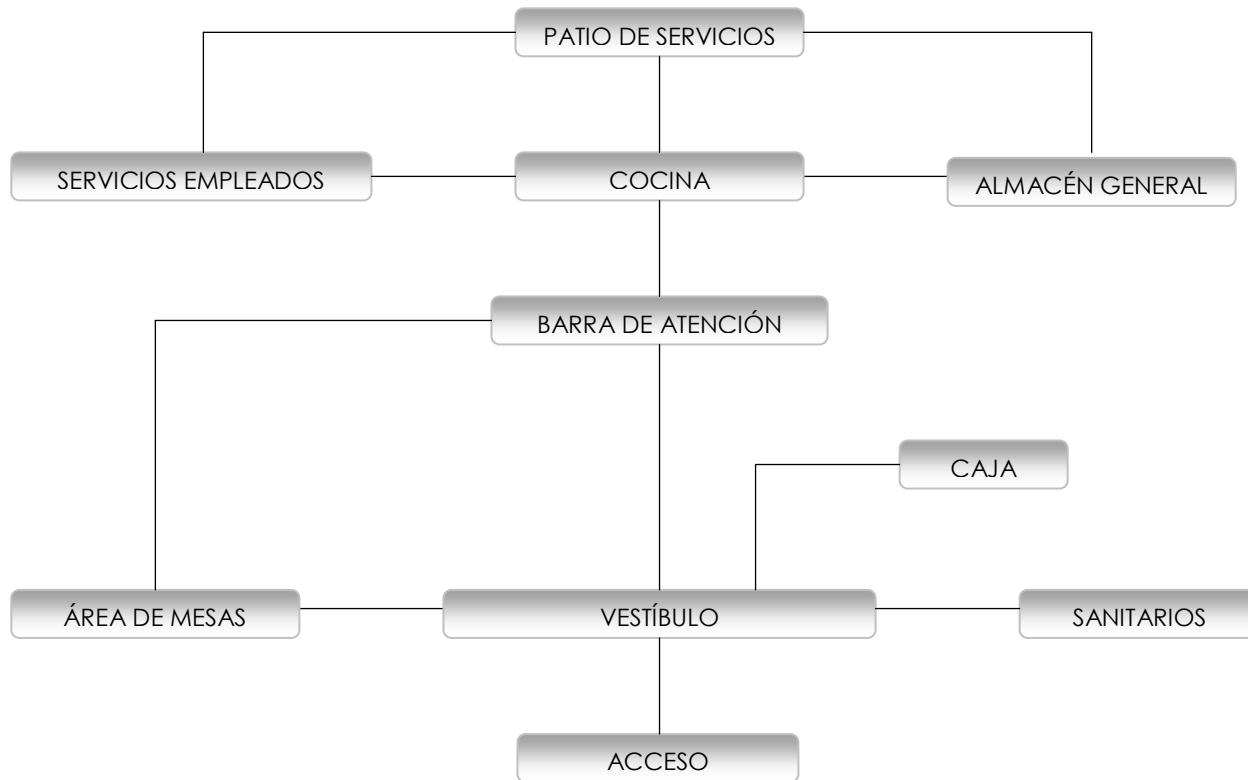 PATIO DE SERVICIOS
SERVICIOS EMPLEADOS
COCINA
ALMACÉN GENERAL
BARRA DE ATENCIÓN
CAJA
ÁREA DE MESAS
VESTÍBULO
SANITARIOS
ACCESO